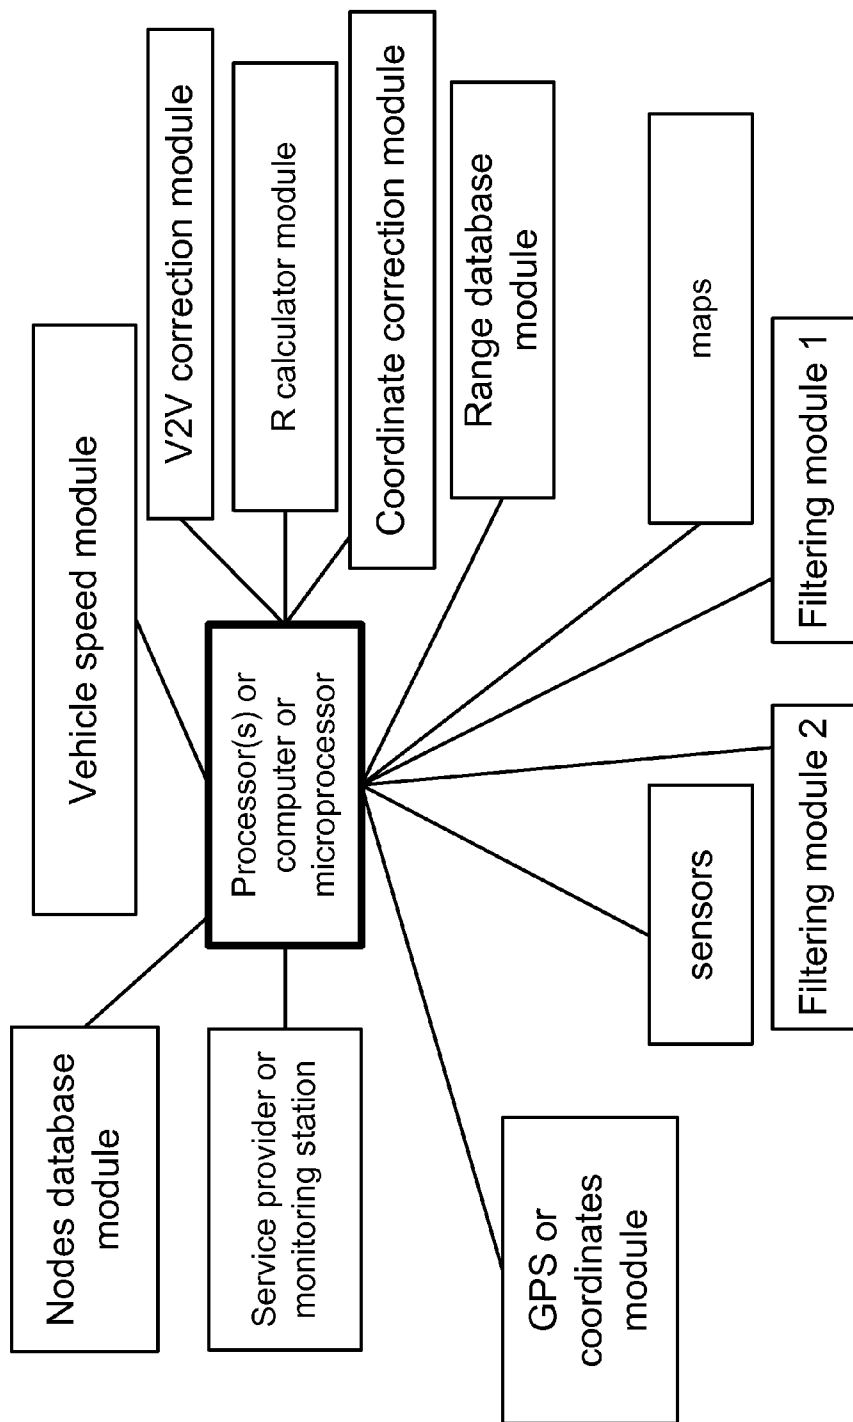 Nodes database
module
Vehicle speed module
V2V correction module
Service provider or
monitoring station
Processor(s) or
computer or
microprocessor
R calculator module
Coordinate correction module
GPS or
coordinates
module
Range database
module
sensors
maps
Filtering module 2
Filtering module 1